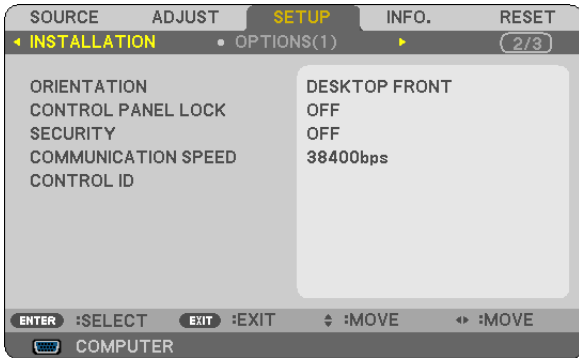 SOURCE ADJUST SETUP INFO. RESET
INSTALLATION • OPTIONS(1) 2/3
ORIENTATION DESKTOP FRONT
CONTROL PANEL LOCK OFF
SECURITY OFF
COMMUNICATION SPEED 38400bps
CONTROL ID
ENTER :SELECT EXIT :EXIT :MOVE :MOVE
COMPUTER